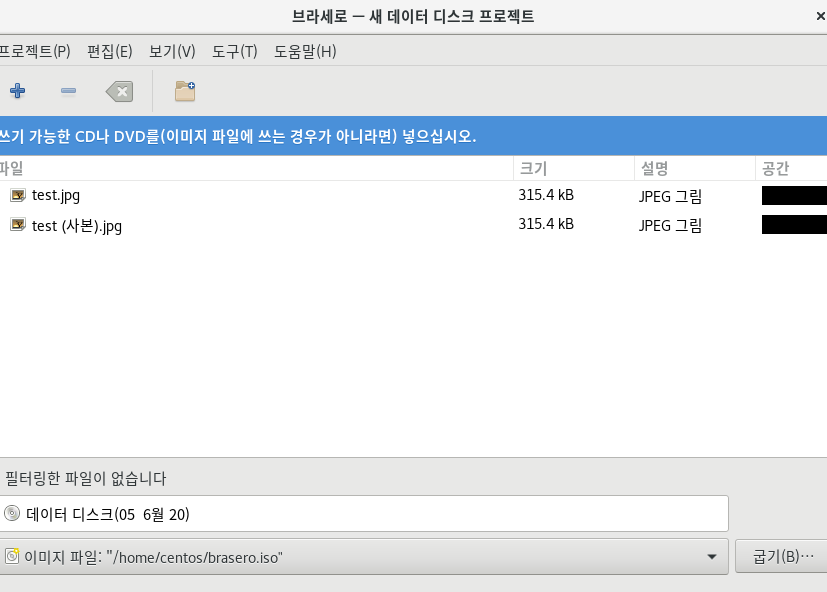 브라세로 — 새 데이터 디스크 프로젝트
프로젝트(P) 편집(E) 보기(V) 도구(T) 도움말(H)
쓰기 가능한 CD나 DVD를(이미지 파일에 쓰는 경우가 아니라면) 넣으십시오.
파일 크기 설명 공간
test.jpg 315.4 kB JPEG 그림
test (사본).jpg 315.4 kB JPEG 그림
필터링한 파일이 없습니다
데이터 디스크(05 6월 20)
이미지 파일: "/home/centos/brasero.iso" 굽기(B)…